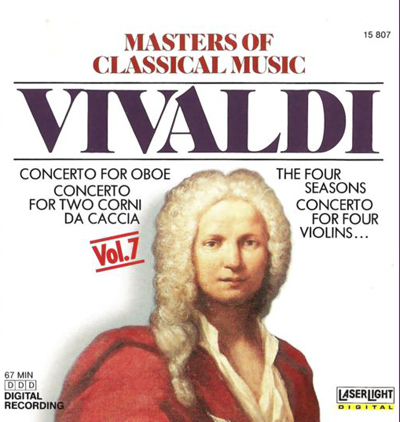 15 807
MASTERS OF
CLASSICAL MUSIC
VIVALDI
CONCERTO FOR OBOE
CONCERTO
FOR TWO CORNI
DA CACCIA
THE FOUR
SEASONS
CONCERTO
FOR FOUR
VIOLINS...
Vol.7
67 MIN
DDD
DIGITAL
RECORDING
LASERLIGHT
DIGITAL